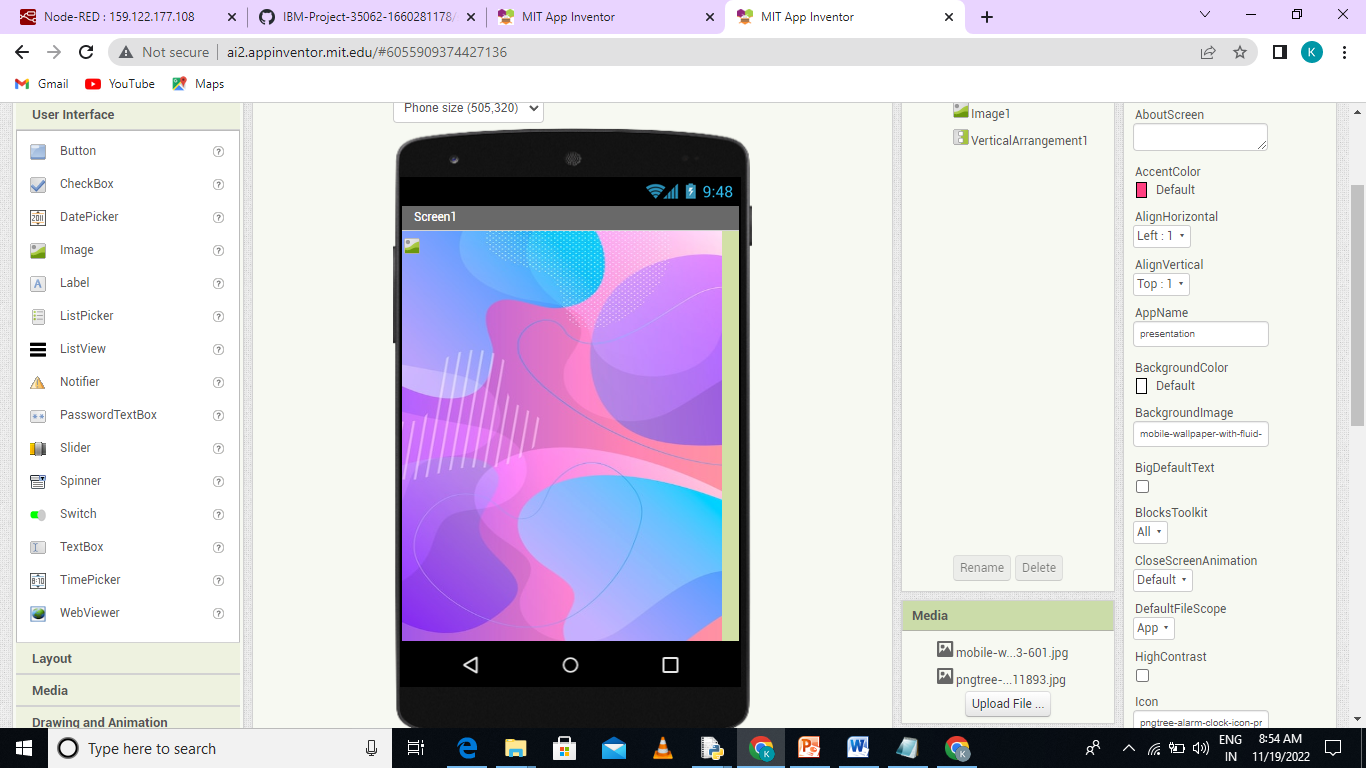 Node-RED : 159.122.177.108
IBM-Project-35062-1660281178/
MIT App Inventor
MIT App Inventor
Not secure
ai2.appinventor.mit.edu/#6055909374427136
K
Gmail
YouTube
Maps
User Interface
Button
CheckBox
DatePicker
Image
Label
ListPicker
ListView
Notifier
PasswordTextBox
Slider
Spinner
Switch
TextBox
TimePicker
WebViewer
Layout
Media
Drawing and Animation
Phone size (505,320)
9:48
Screen1
Image1
VerticalArrangement1
Rename
Delete
Media
mobile-w...3-601.jpg
pngtree-...11893.jpg
Upload File ...
AboutScreen
AccentColor
Default
AlignHorizontal
Left : 1
AlignVertical
Top : 1
AppName
presentation
BackgroundColor
Default
BackgroundImage
mobile-wallpaper-with-fluid-
BigDefaultText
BlocksToolkit
All
CloseScreenAnimation
Default
DefaultFileScope
App
HighContrast
Icon
pngtree-alarm-clock-icon-pr
Type here to search
ENG
IN
8:54 AM
11/19/2022